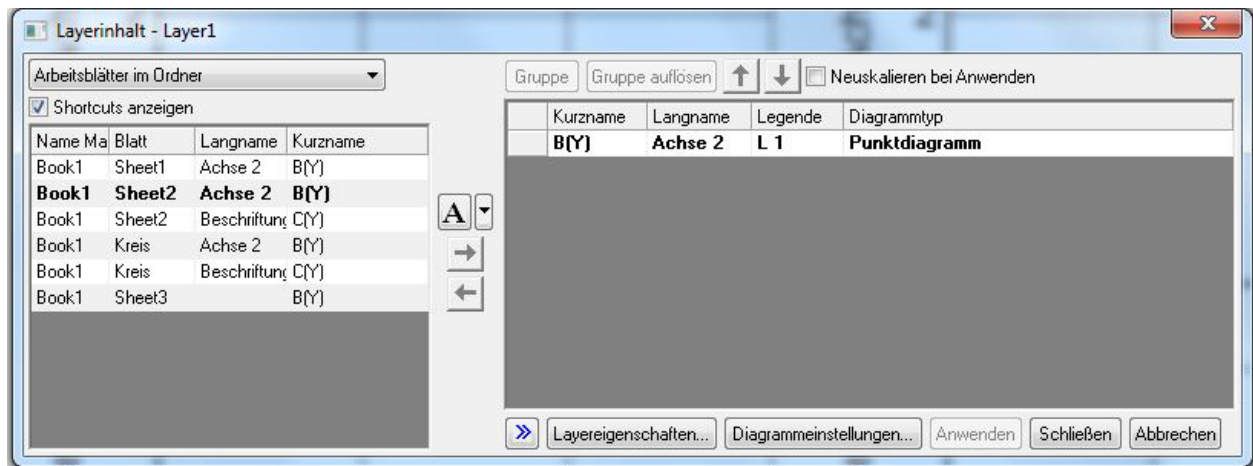 Layerinhalt - Layer1
Arbeitsblätter im Ordner
Shortcuts anzeigen
Name Ma Blatt Langname Kurzname
Book1 Sheet1 Achse 2 B(Y)
Book1 Sheet2 Achse 2 B(Y)
Book1 Sheet2 Beschriftung C(Y)
Book1 Kreis Achse 2 B(Y)
Book1 Kreis Beschriftung C(Y)
Book1 Sheet3 B(Y)
A
Gruppe Gruppe auflösen Neuskalieren bei Anwenden
Kurzname Langname Legende Diagrammtyp
B(Y) Achse 2 L 1 Punktdiagramm
Layereigenschaften... Diagrammeinstellungen... Anwenden Schließen Abbrechen